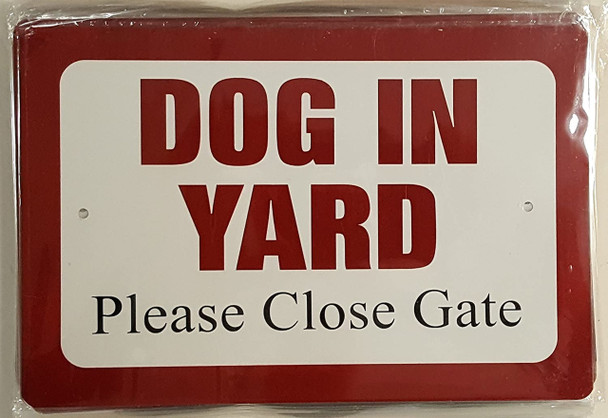 DOG IN
YARD
Please Close Gate